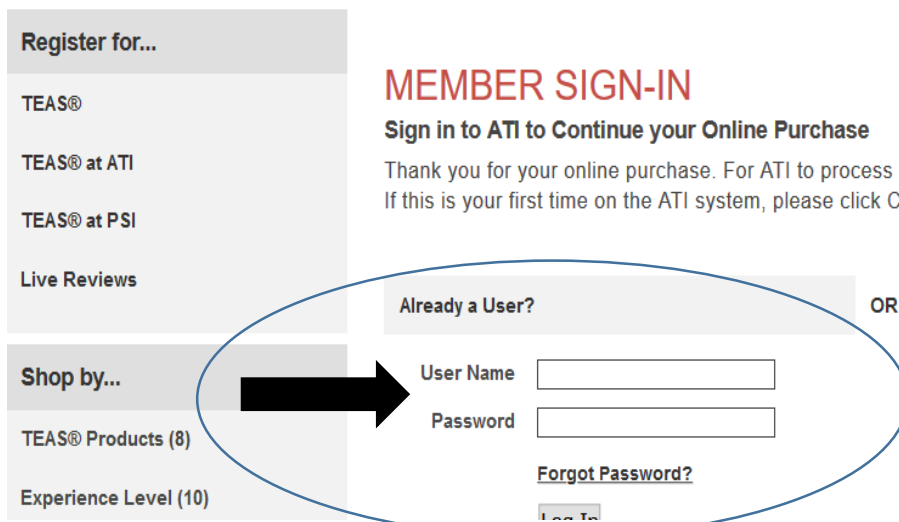 Register for...
TEAS®
TEAS® at ATI
TEAS® at PSI
Live Reviews
Shop by...
TEAS® Products (8)
Experience Level (10)
MEMBER SIGN-IN
Sign in to ATI to Continue your Online Purchase
Thank you for your online purchase. For ATI to process
If this is your first time on the ATI system, please click C
Already a User?
OR
User Name
Password
Forgot Password?
Log In